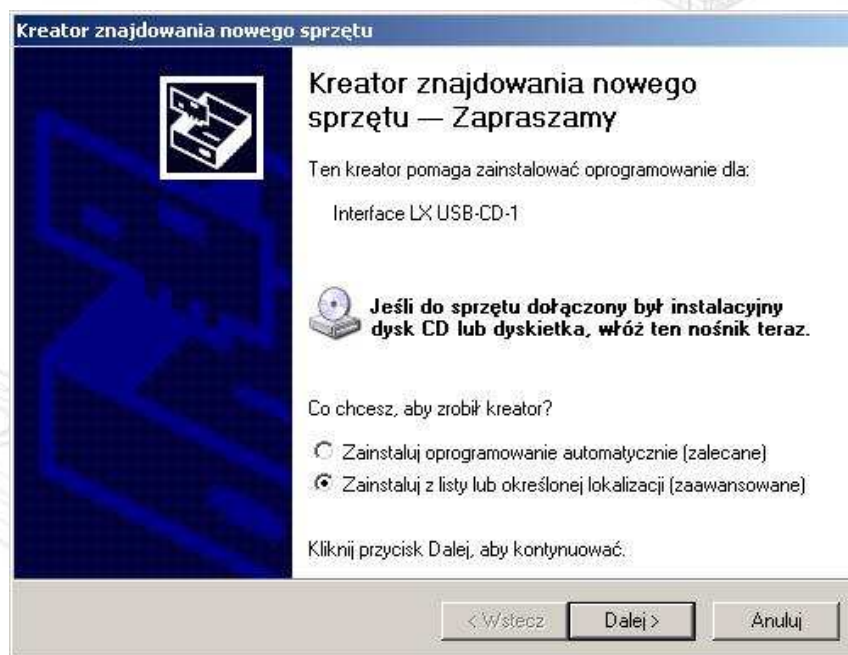 Kreator znajdowania nowego sprzętu
Kreator znajdowania nowego
sprzętu — Zapraszamy
Ten kreator pomaga zainstalować oprogramowanie dla:
Interface LX USB-CD-1
Jeśli do sprzętu dołączony był instalacyjny
dysk CD lub dyskietka, włóż ten nośnik teraz.
Co chcesz, aby zrobił kreator?
Zainstaluj oprogramowanie automatycznie (zalecane)
Zainstaluj z listy lub określonej lokalizacji (zaawansowane)
Kliknij przycisk Dalej, aby kontynuować.
< Wstecz Dalej > Anuluj